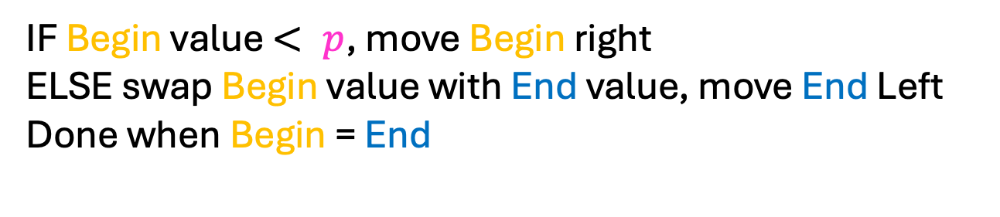 IF Begin value < p, move Begin right
ELSE swap Begin value with End value, move End Left
Done when Begin = End